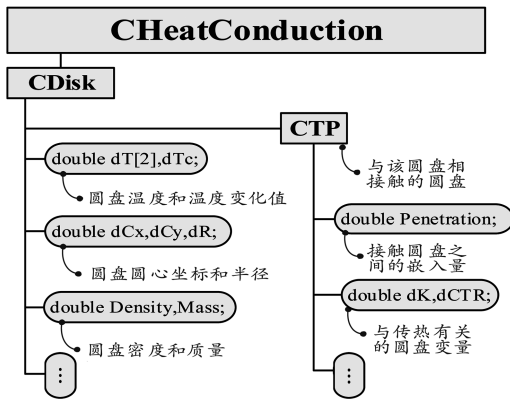 CHeatConduction
CDisk
CTP
与该圆盘相
接触的圆盘
double dT[2],dTc;
圆盘温度和温度变化值
double Penetration;
接触圆盘之
间的嵌入量
double dCx,dCy,dR;
圆盘圆心坐标和半径
double dK,dCTR;
与传热有关
的圆盘变量
double Density,Mass;
圆盘密度和质量
⋮
⋮